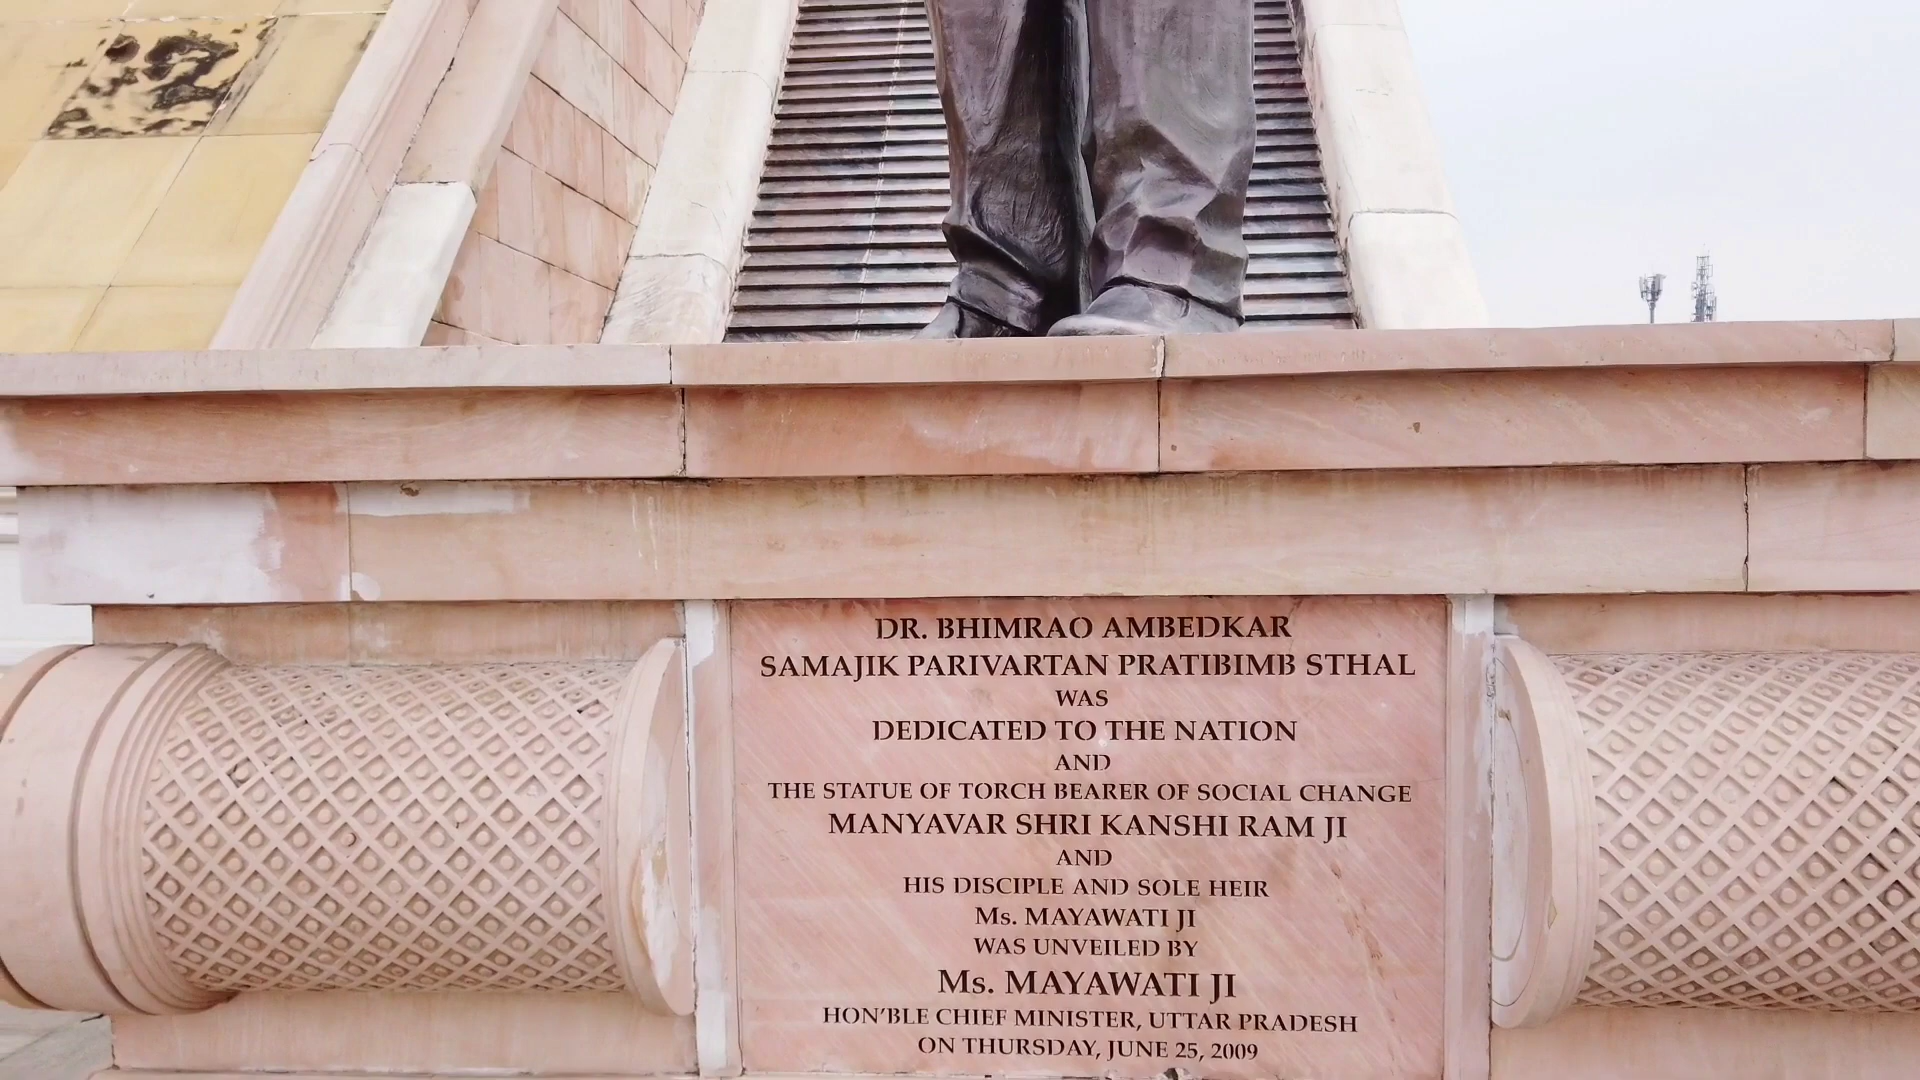 DR. BHIMRAO AMBEDKAR
SAMAJIK PARIVARTAN PRATIBIMB STHAL
WAS
DEDICATED TO THE NATION
AND
THE STATUE OF TORCH BEARER OF SOCIAL CHANGE
MANYAVAR SHRI KANSHI RAM JI
AND
HIS DISCIPLE AND SOLE HEIR
Ms. MAYAWATI JI
WAS UNVEILED BY
Ms. MAYAWATI JI
HON'BLE CHIEF MINISTER, UTTAR PRADESH
ON THURSDAY, JUNE 25, 2009